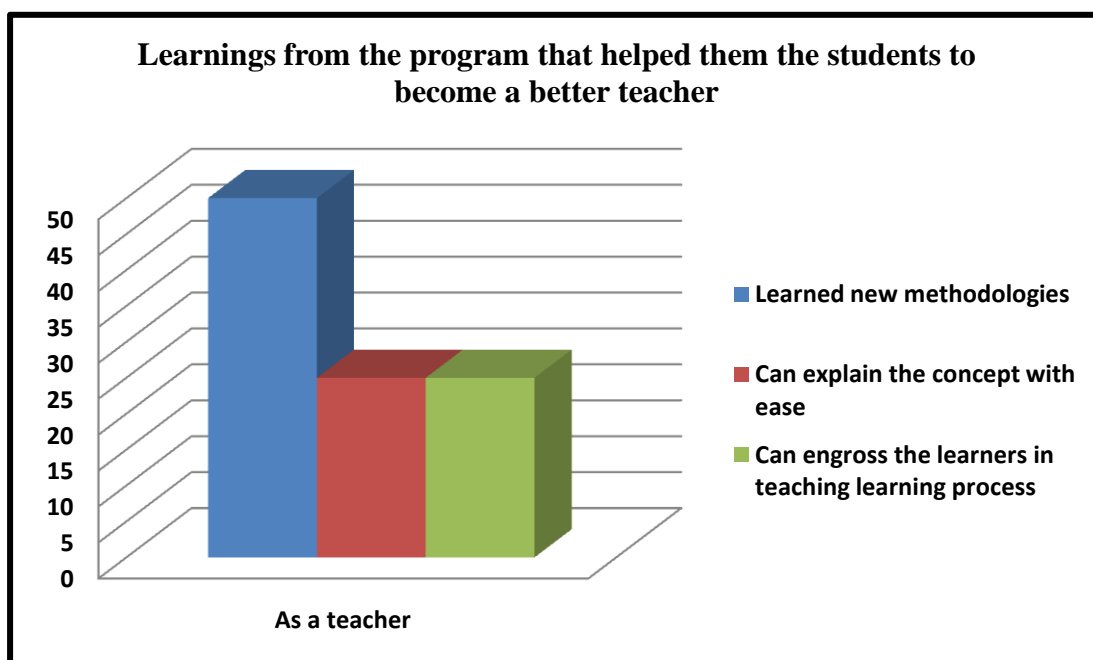 Learnings from the program that helped them the students to
become a better teacher
50
45
40
35
30
25
20
15
10
5
0
As a teacher
Learned new methodologies
Can explain the concept with
ease
Can engross the learners in
teaching learning process